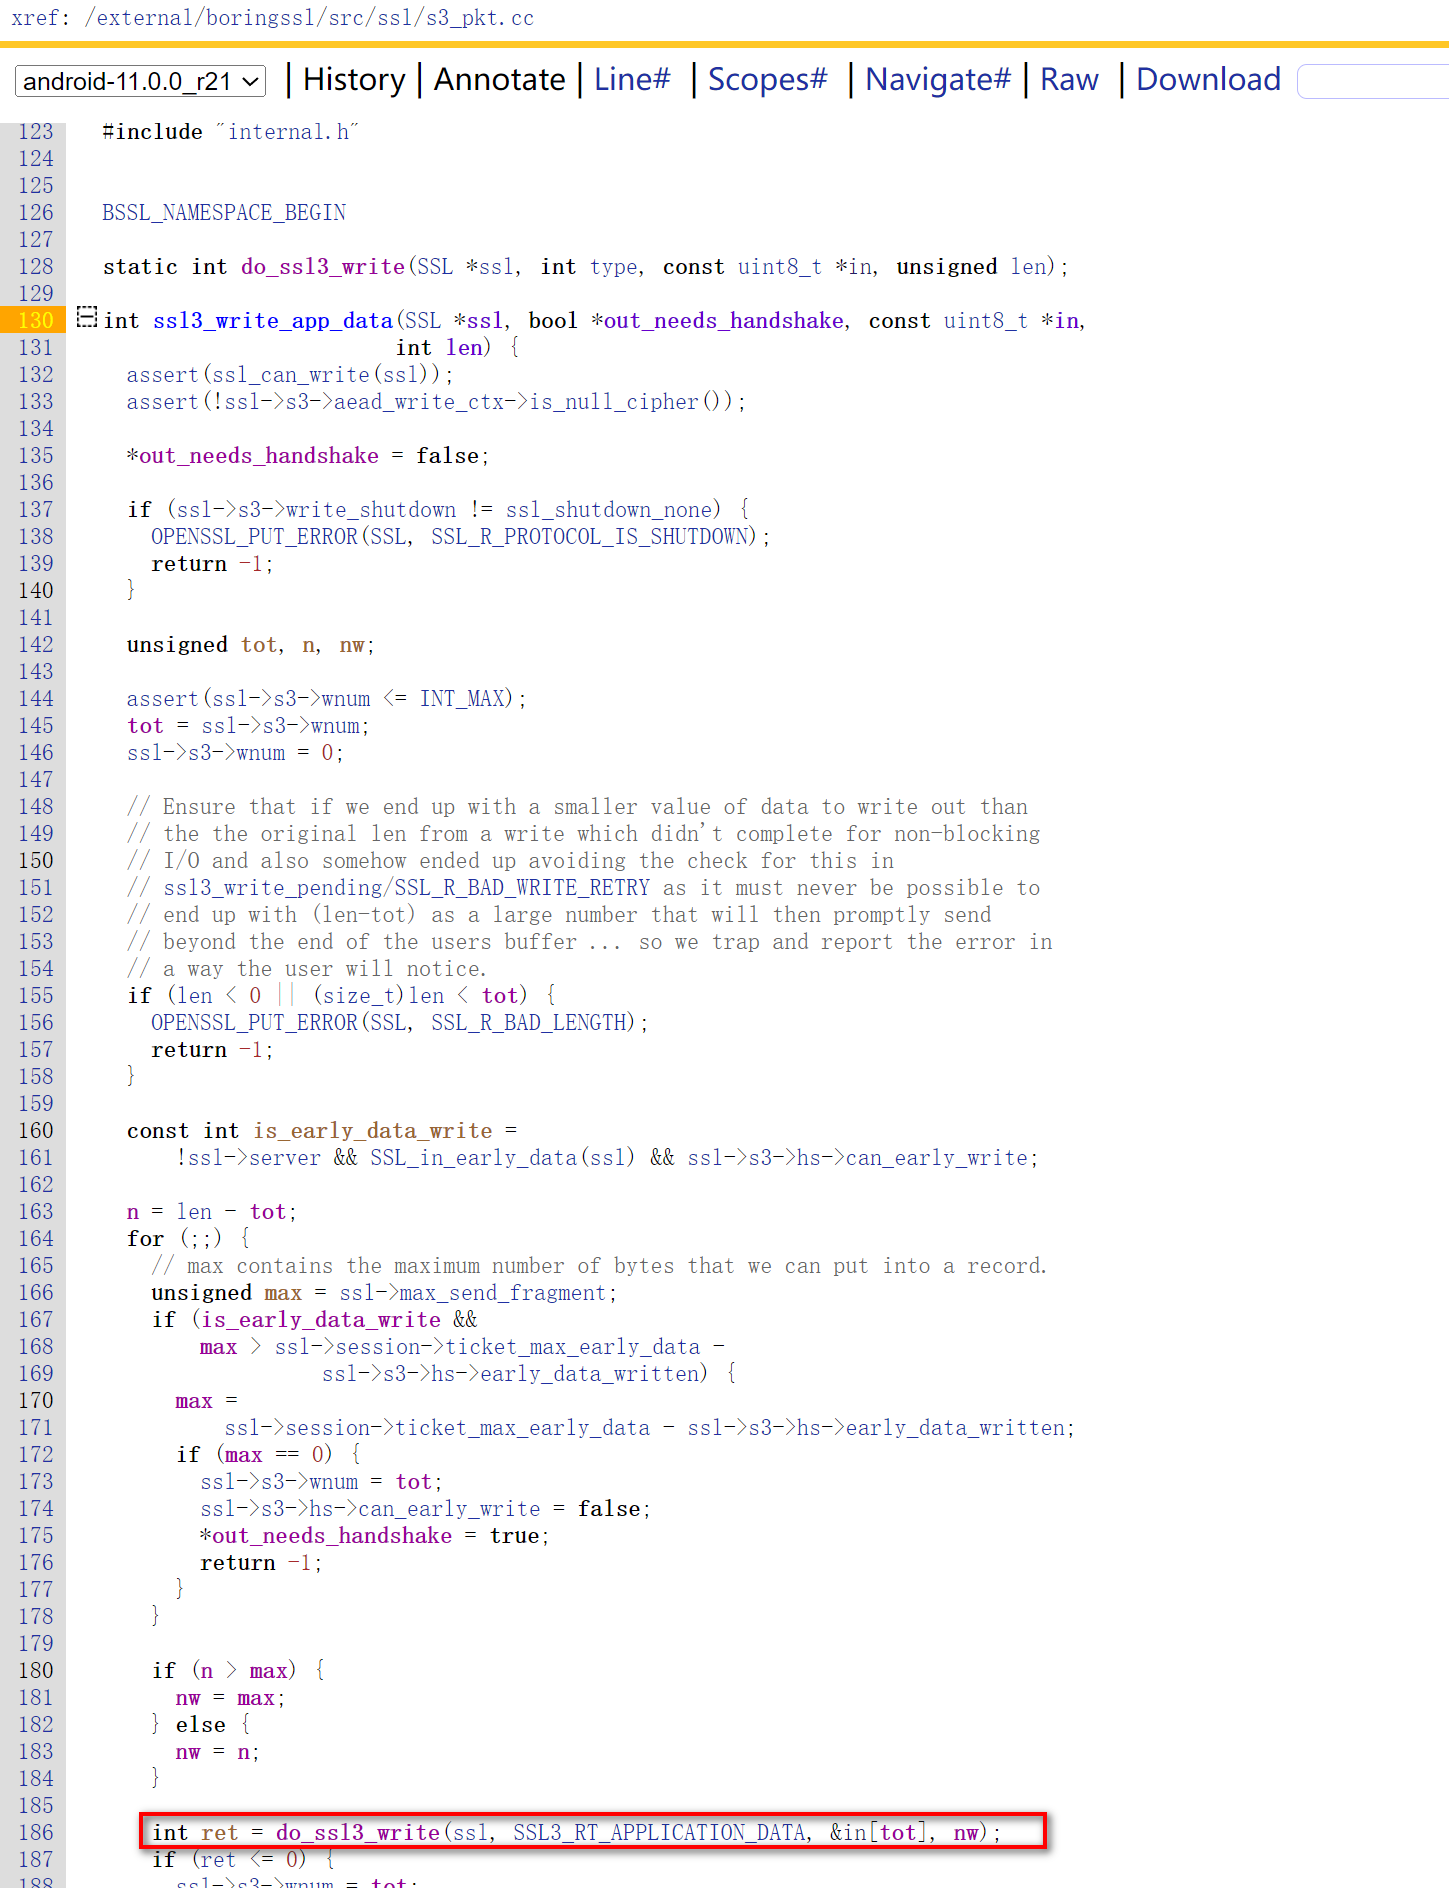 xref: /external/boringssl/src/ssl/s3_pkt.cc
android-11.0.0_r21 | History | Annotate | Line# | Scopes# | Navigate# | Raw | Download
123 #include "internal.h"
124
125
126 BSSL_NAMESPACE_BEGIN
127
128 static int do_ssl3_write(SSL *ssl, int type, const uint8_t *in, unsigned len);
129
130 int ssl3_write_app_data(SSL *ssl, bool *out_needs_handshake, const uint8_t *in,
131 int len) {
132 assert(ssl_can_write(ssl));
133 assert(!ssl->s3->aead_write_ctx->is_null_cipher());
134
135 *out_needs_handshake = false;
136
137 if (ssl->s3->write_shutdown != ssl_shutdown_none) {
138 OPENSSL_PUT_ERROR(SSL, SSL_R_PROTOCOL_IS_SHUTDOWN);
139 return -1;
140 }
141
142 unsigned tot, n, nw;
143
144 assert(ssl->s3->wnum <= INT_MAX);
145 tot = ssl->s3->wnum;
146 ssl->s3->wnum = 0;
147
148 // Ensure that if we end up with a smaller value of data to write out than
149 // the the original len from a write which didn't complete for non-blocking
150 // I/O and also somehow ended up avoiding the check for this in
151 // ssl3_write_pending/SSL_R_BAD_WRITE_RETRY as it must never be possible to
152 // end up with (len-tot) as a large number that will then promptly send
153 // beyond the end of the users buffer ... so we trap and report the error in
154 // a way the user will notice.
155 if (len < 0 || (size_t)len < tot) {
156 OPENSSL_PUT_ERROR(SSL, SSL_R_BAD_LENGTH);
157 return -1;
158 }
159
160 const int is_early_data_write =
161 !ssl->server && SSL_in_early_data(ssl) && ssl->s3->hs->can_early_write;
162
163 n = len - tot;
164 for (;;) {
165 // max contains the maximum number of bytes that we can put into a record.
166 unsigned max = ssl->max_send_fragment;
167 if (is_early_data_write &&
168 max > ssl->session->ticket_max_early_data -
169 ssl->s3->hs->early_data_written) {
170 max =
171 ssl->session->ticket_max_early_data - ssl->s3->hs->early_data_written;
172 if (max == 0) {
173 ssl->s3->wnum = tot;
174 ssl->s3->hs->can_early_write = false;
175 *out_needs_handshake = true;
176 return -1;
177 }
178 }
179
180 if (n > max) {
181 nw = max;
182 } else {
183 nw = n;
184 }
185
186 int ret = do_ssl3_write(ssl, SSL3_RT_APPLICATION_DATA, &in[tot], nw);
187 if (ret <= 0) {
188 ssl->s3->wnum = tot;